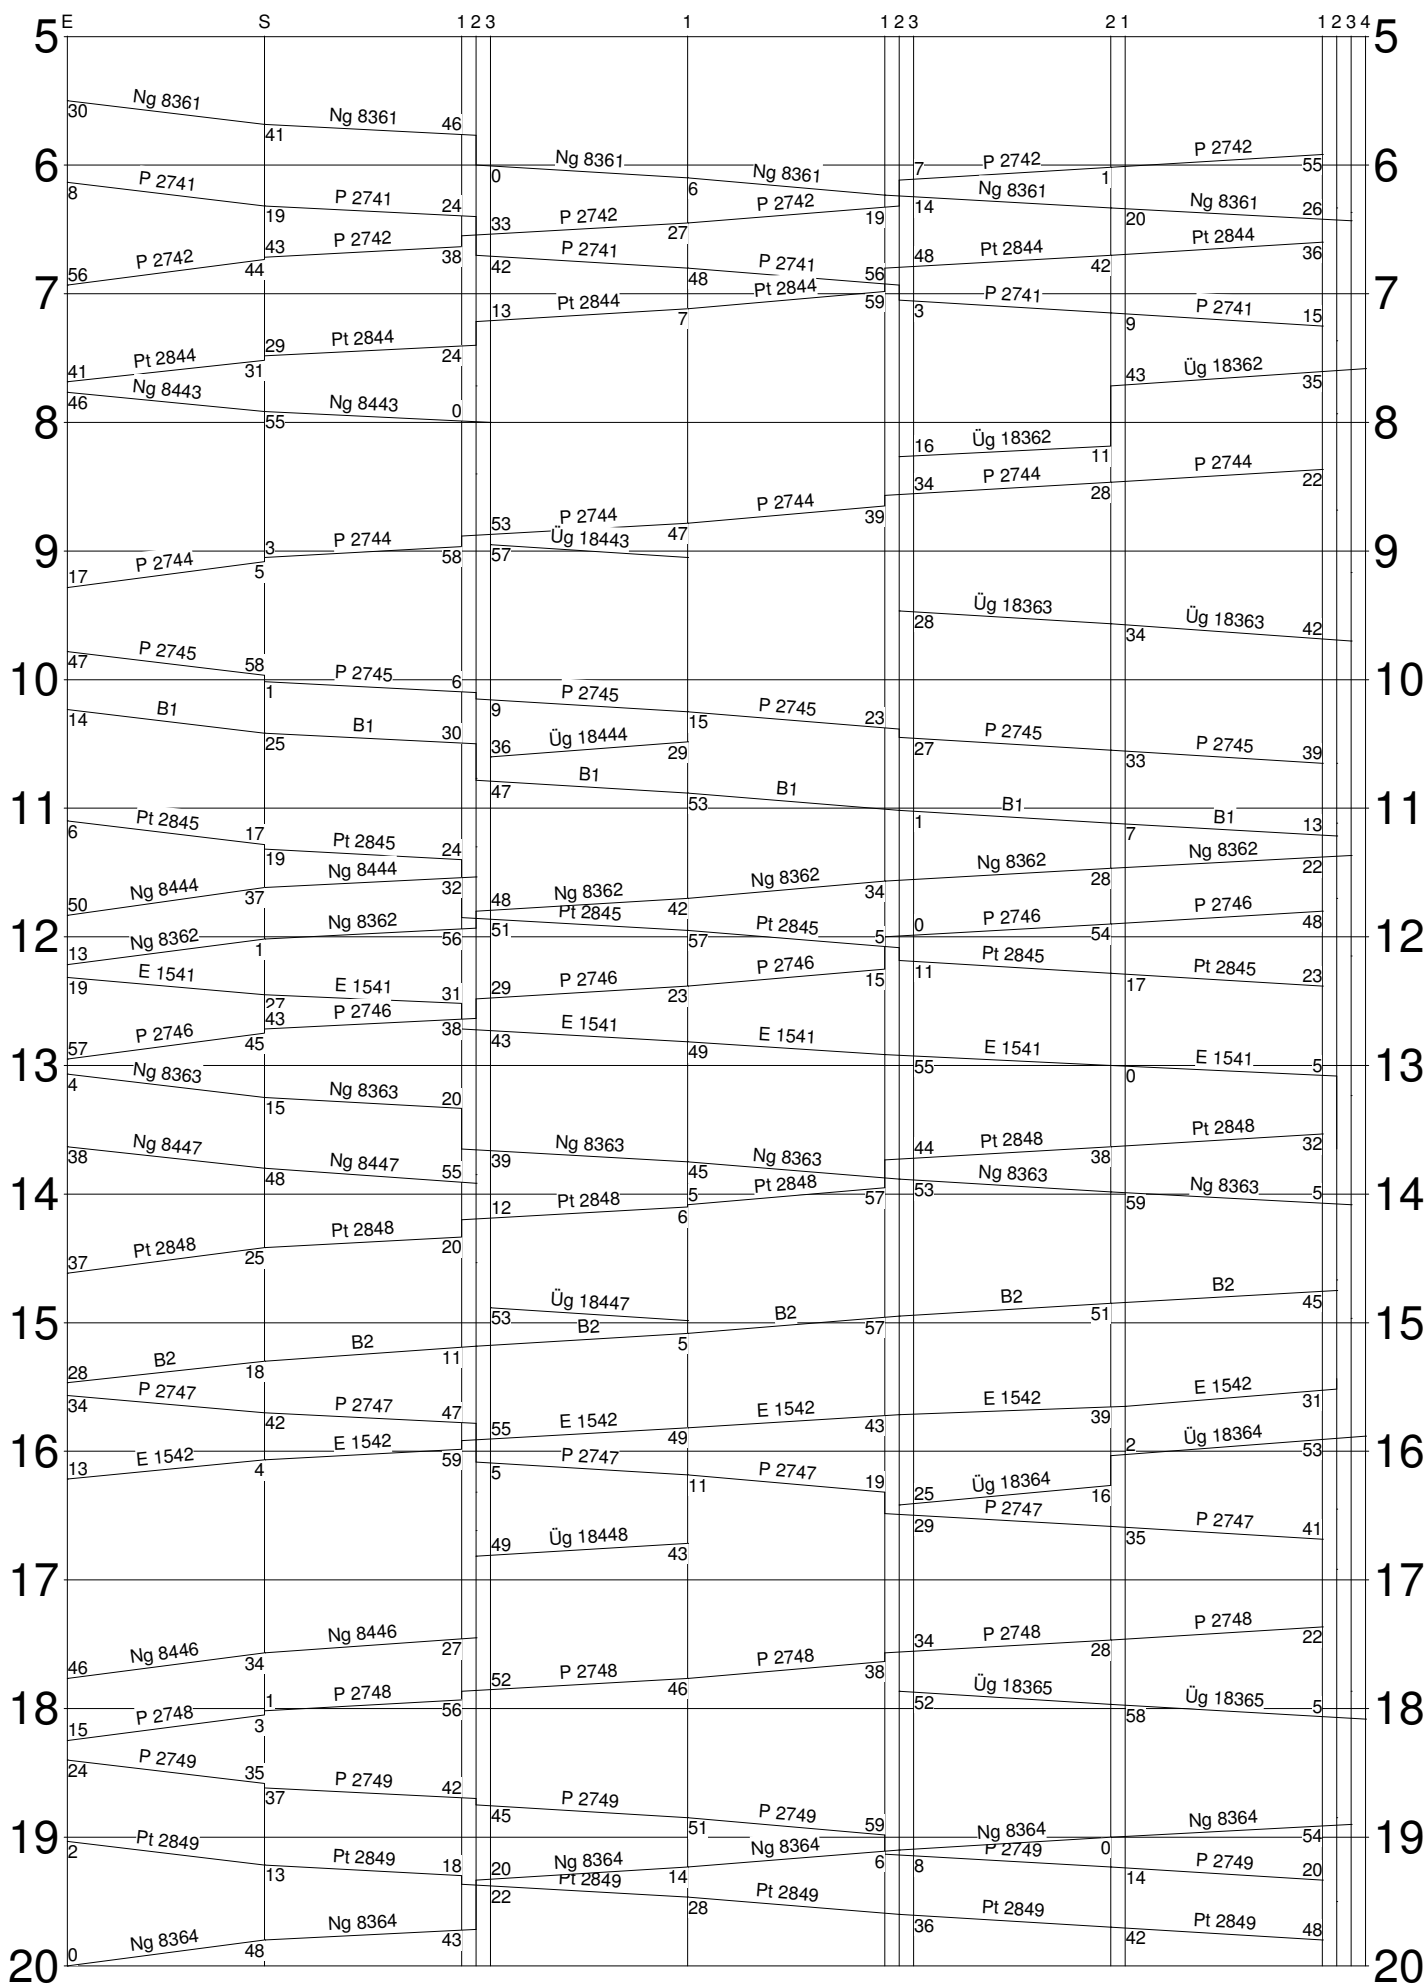 E S 1 2 3 1 1 2 3 2 1 1 2 3 4
5 5
Ng 8361
30 Ng 8361 46
41
P 2742
6 Ng 8361 7 P 2742 55 6
0 Ng 8361 1
8 P 2741 6 Ng 8361
P 2741 24 P 2742 14 Ng 8361 26
19 33 P 2742 19 20
43 P 2742 27
38 P 2741 48 Pt 2844 Pt 2844
56 P 2742 44 42 P 2741 56 42 36
7 48 Pt 2844 P 2741 7
13 Pt 2844 59 3 P 2741 15
7 9
29 Pt 2844
24
41 Pt 2844 31 43 Üg 18362 35
46 Ng 8443 Ng 8443 0
8 55 8
16 Üg 18362
11
34 P 2744 P 2744
28 22
53 P 2744 P 2744 39
3 P 2744 Üg 18443 47
9 58 57 9
17 P 2744 5
Üg 18363
28 Üg 18363 42
34
47 P 2745 58
10 1 P 2745 6 10
14 B1 9 P 2745 15 P 2745 23
25 B1 30 36 Üg 18444 29 27 P 2745 33 P 2745 39
47 B1 B1
11 53 B1 11
6 Pt 2845 17 1 7 B1 13
19 Pt 2845 24 Ng 8362 Ng 8362
Ng 8444 32 Ng 8362 34 28 22
50 Ng 8444 37 48 Ng 8362 42
Pt 2845 P 2746
Ng 8362 51 Pt 2845 0 P 2746 48
12 56 57 5 54 12
13 Ng 8362 1 Pt 2845
19 E 1541 E 1541 31 P 2746 11 17 Pt 2845 23
27 29 P 2746 23 15
43 P 2746 38
57 P 2746 45 43 E 1541 49 E 1541
13 E 1541 E 1541 5 13
4 Ng 8363 55 0
15 Ng 8363 20
38 Ng 8447 Ng 8363 44 Pt 2848 Pt 2848 32
48 Ng 8447 55 39 45 Ng 8363 38
14 5 Pt 2848 Ng 8363 Ng 8363 5 14
12 Pt 2848 6 57 53 59
37 Pt 2848 25 Pt 2848 20
B2
53 Üg 18447 B2 B2 51 45
15 B2 57 15
B2 11 5
28 B2 18
34 P 2747 E 1542
42 P 2747 47 E 1542 E 1542 31
55 E 1542 49 43 39
16 E 1542 59 2 Üg 18364 53 16
13 E 1542 4 5 P 2747 11 P 2747 19
25 Üg 18364 16
29 P 2747 P 2747 41
49 Üg 18448 43 35
17 17
P 2748
Ng 8446 27 34 P 2748 28 22
46 Ng 8446 34 P 2748 38
52 P 2748 46
18 1 P 2748 56 52 Üg 18365 58 Üg 18365 5 18
15 P 2748 3
24 P 2749 35
37 P 2749 42
45 P 2749 51 P 2749 59 Ng 8364
19 Ng 8364 54 19
2 Pt 2849 Ng 8364 6 P 2749 0
13 Pt 2849 18 20 Ng 8364 14 8 14 P 2749 20
22 Pt 2849 28 Pt 2849
Ng 8364 36 Pt 2849 42 Pt 2849 48
0 Ng 8364 48 43
20 20